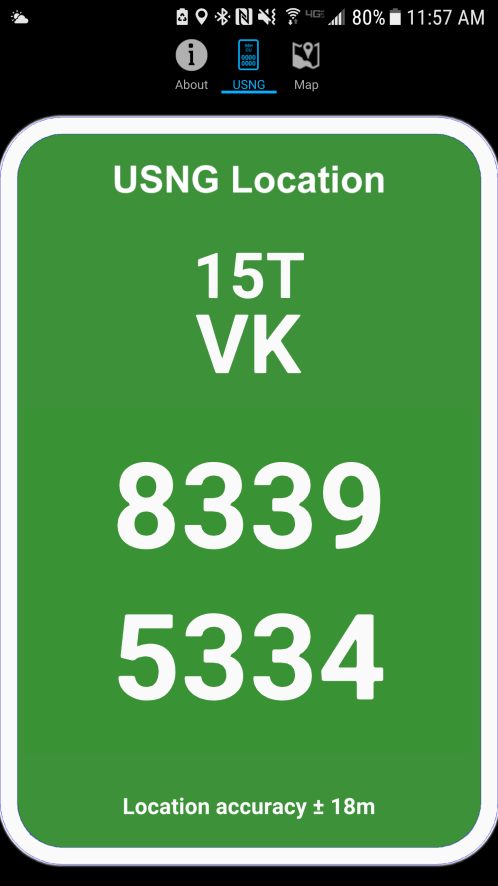 80% 11:57 AM
About USNG Map
USNG Location
15T
VK
8339
5334
Location accuracy ± 18m